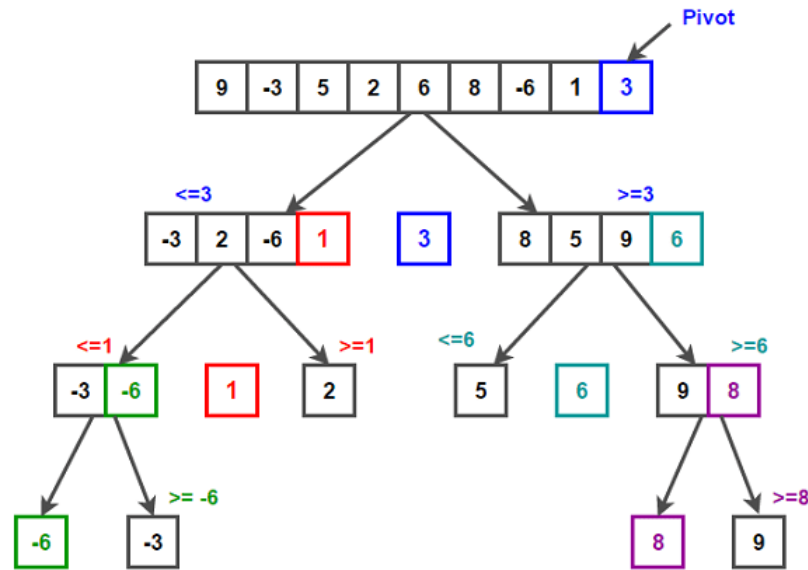 Pivot
9 -3 5 2 6 8 -6 1 3
<=3 >=3
-3 2 -6 1 3 8 5 9 6
<=1 >=1 <=6 >=6
-3 -6 1 2 5 6 9 8
>= -6 >=8
-6 -3 8 9